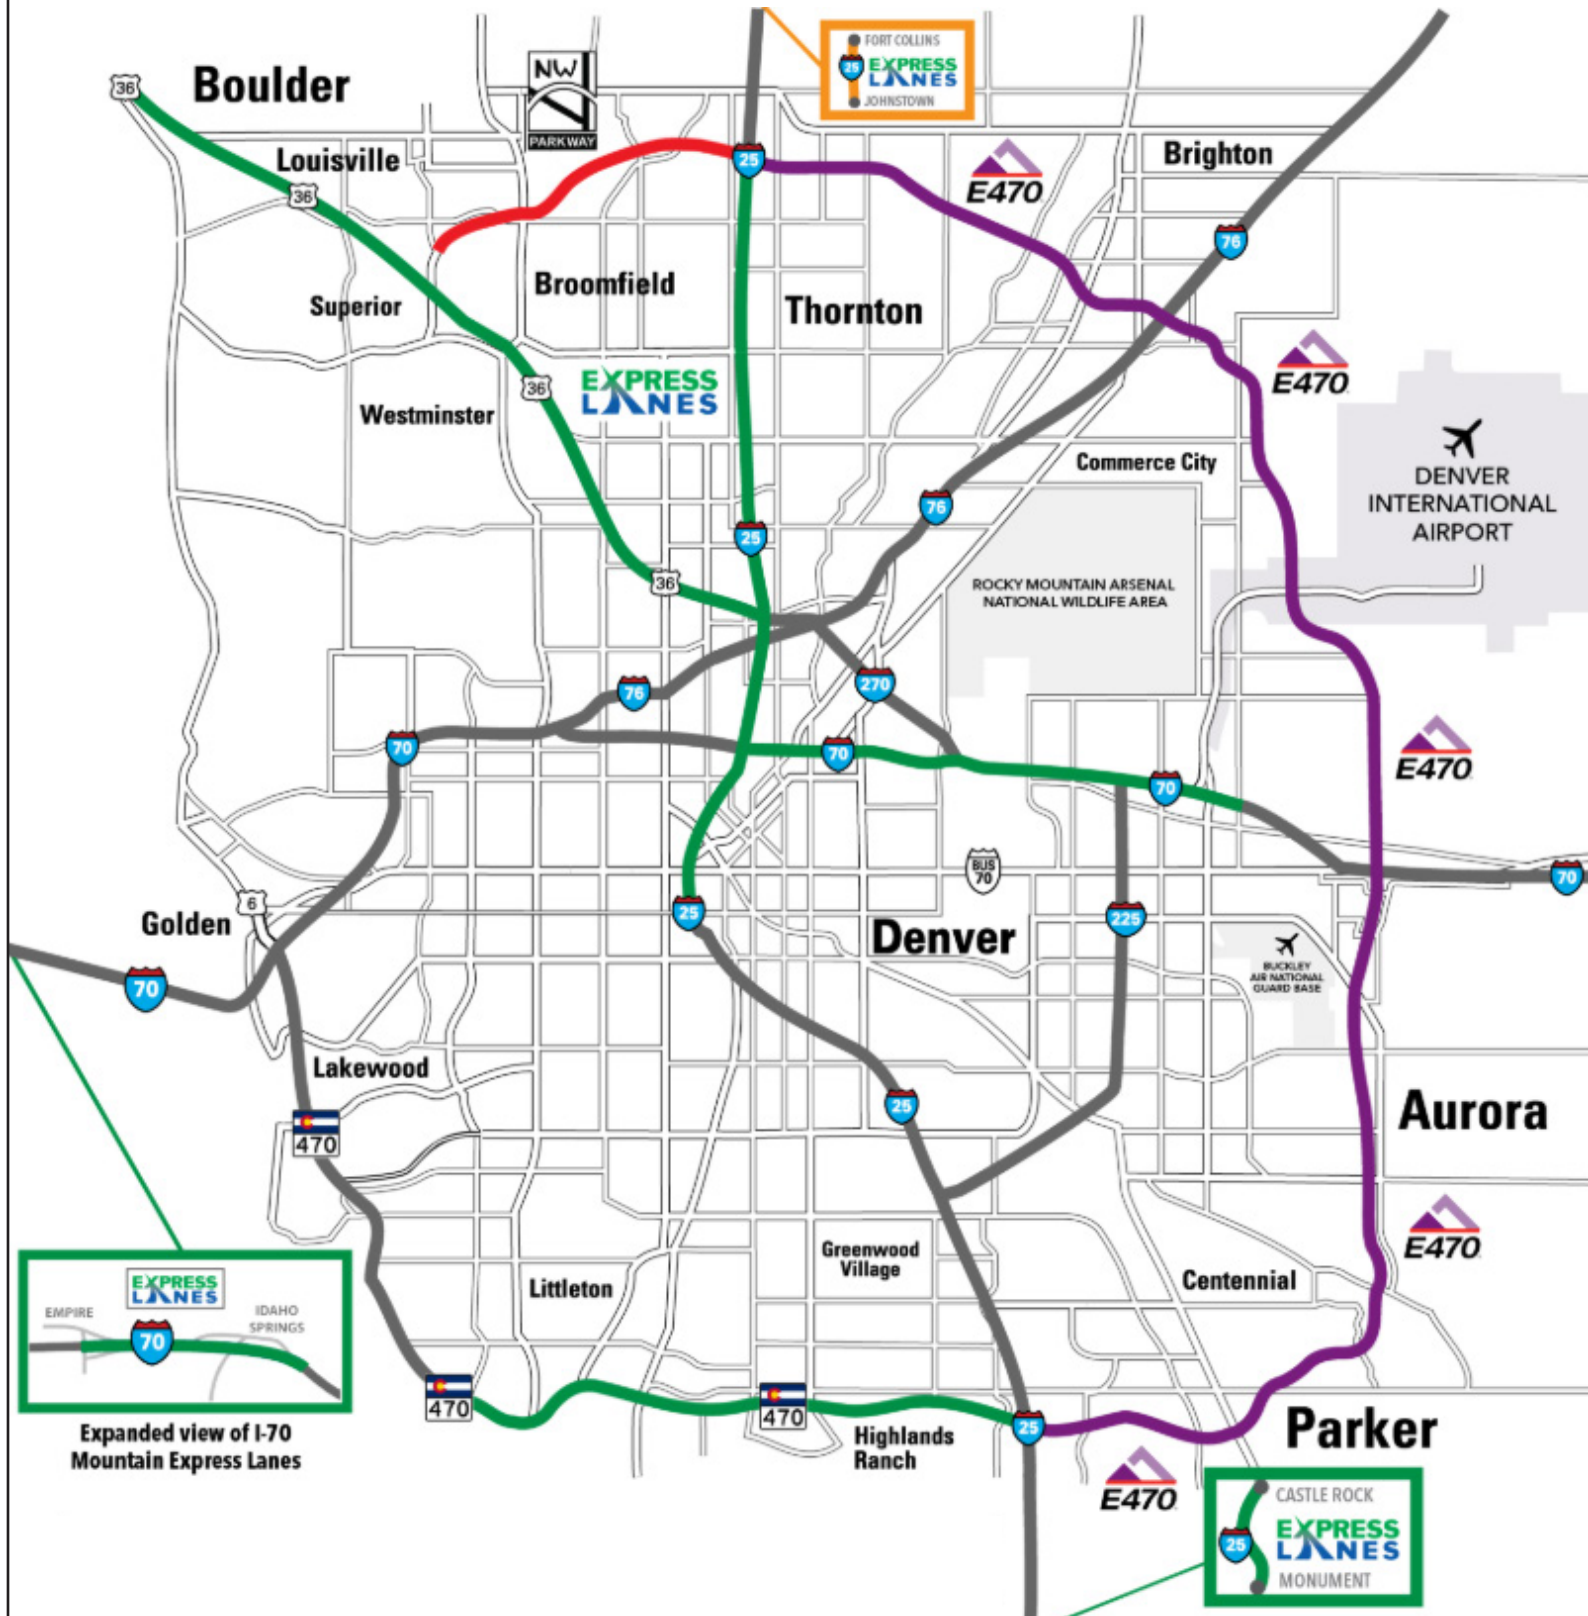 FORT COLLINS
25
EXPRESS
LANES
JOHNSTOWN
NW
PARKWAY
36
Boulder
Louisville
36
25
E470
Brighton
76
Broomfield
Superior
Thornton
E470
36
EXPRESS
LANES
Westminster
Commerce City
DENVER
INTERNATIONAL
AIRPORT
76
25
36
ROCKY MOUNTAIN ARSENAL
NATIONAL WILDLIFE AREA
270
76
70
70
E470
70
BUS
70
70
6
Golden
25
Denver
225
BUCKLEY
AIR NATIONAL
GUARD BASE
70
Lakewood
25
Aurora
470
E470
Greenwood
Village
Centennial
Littleton
EXPRESS
LANES
EMPIRE
IDAHO
SPRINGS
70
470
470
25
Highlands
Ranch
Parker
Expanded view of I-70
Mountain Express Lanes
E470
CASTLE ROCK
25
EXPRESS
LANES
MONUMENT